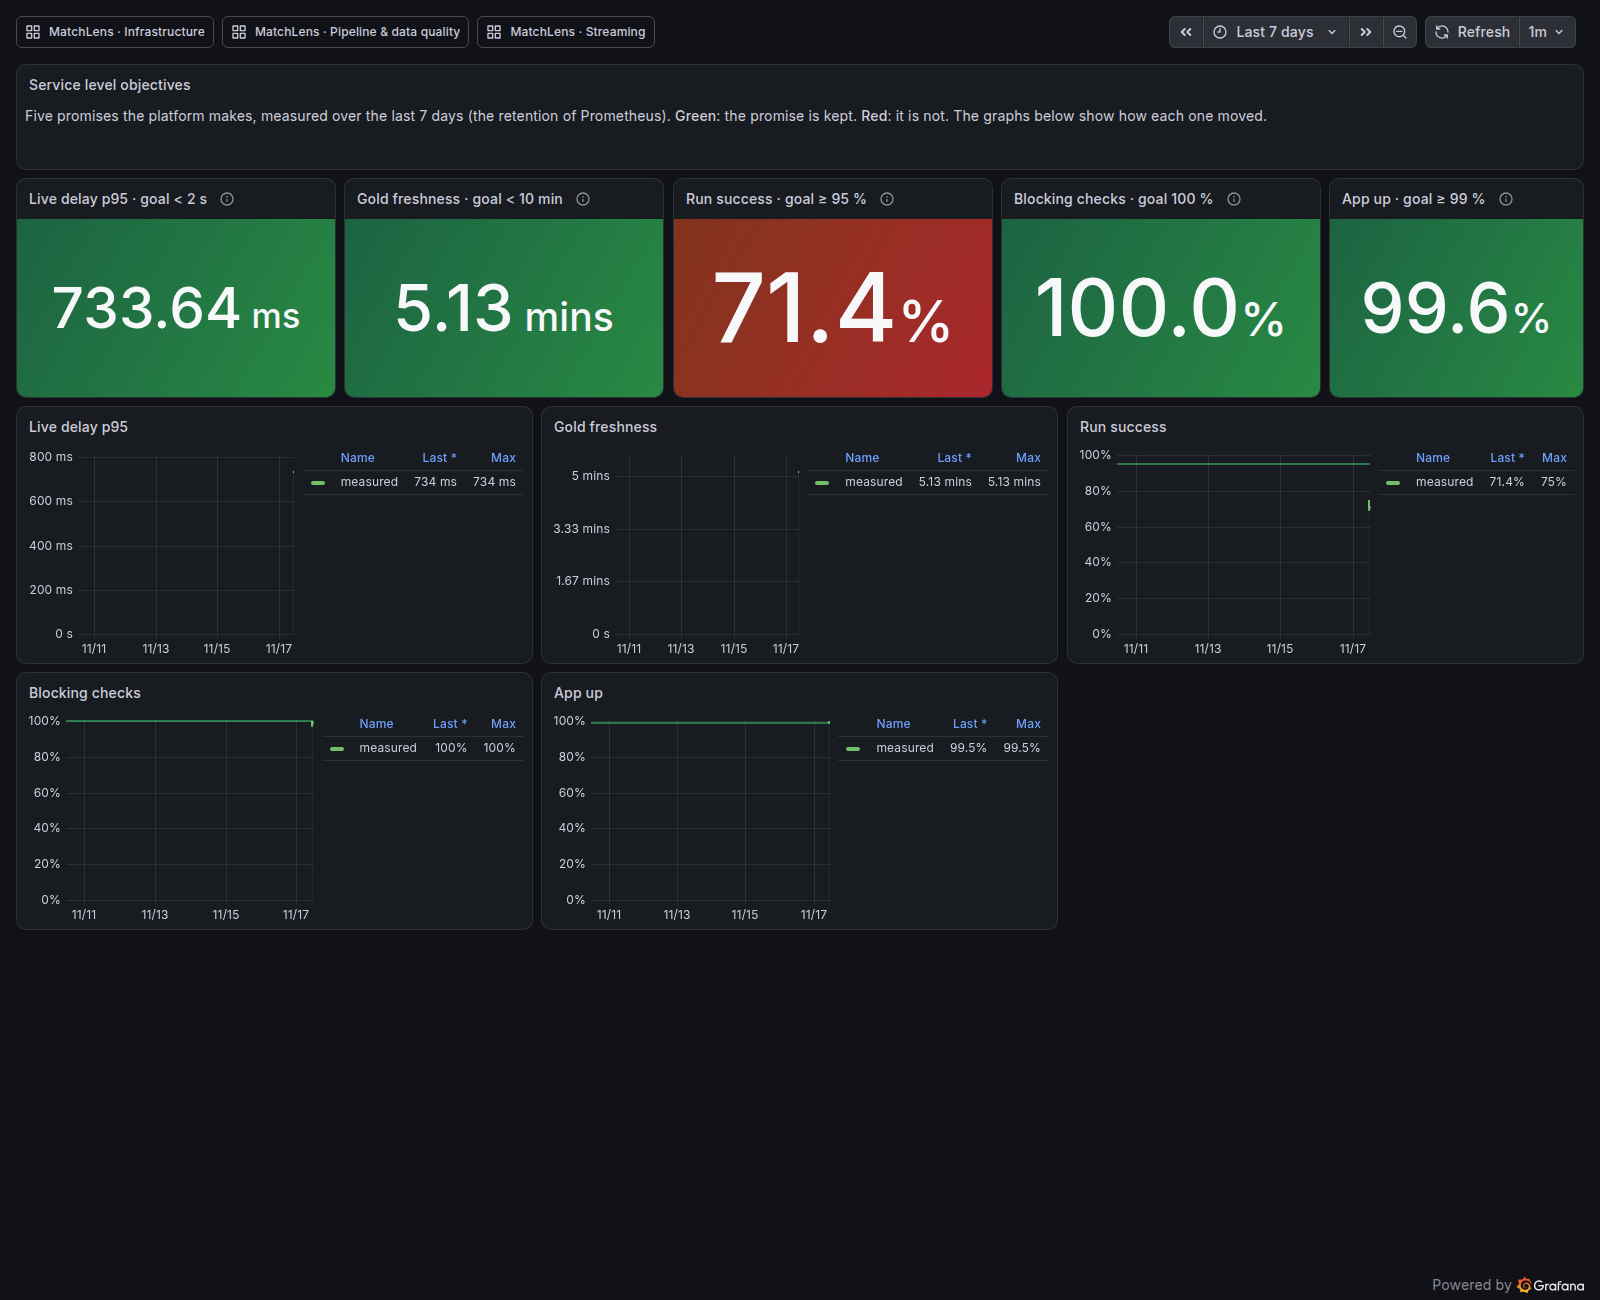 MatchLens · Infrastructure
MatchLens · Pipeline & data quality
MatchLens · Streaming
Last 7 days
Refresh
1m
Service level objectives
Five promises the platform makes, measured over the last 7 days (the retention of Prometheus). Green: the promise is kept. Red: it is not. The graphs below show how each one moved.
Live delay p95 · goal < 2 s
733.64 ms
Gold freshness · goal < 10 min
5.13 mins
Run success · goal ≥ 95 %
71.4%
Blocking checks · goal 100 %
100.0%
App up · goal ≥ 99 %
99.6%
Live delay p95
800 ms
600 ms
400 ms
200 ms
0 s
11/11 11/13 11/15 11/17
Name Last * Max
measured 734 ms 734 ms
Gold freshness
5 mins
3.33 mins
1.67 mins
0 s
11/11 11/13 11/15 11/17
Name Last * Max
measured 5.13 mins 5.13 mins
Run success
100%
80%
60%
40%
20%
0%
11/11 11/13 11/15 11/17
Name Last * Max
measured 71.4% 75%
Blocking checks
100%
80%
60%
40%
20%
0%
11/11 11/13 11/15 11/17
Name Last * Max
measured 100% 100%
App up
100%
80%
60%
40%
20%
0%
11/11 11/13 11/15 11/17
Name Last * Max
measured 99.5% 99.5%
Powered by Grafana